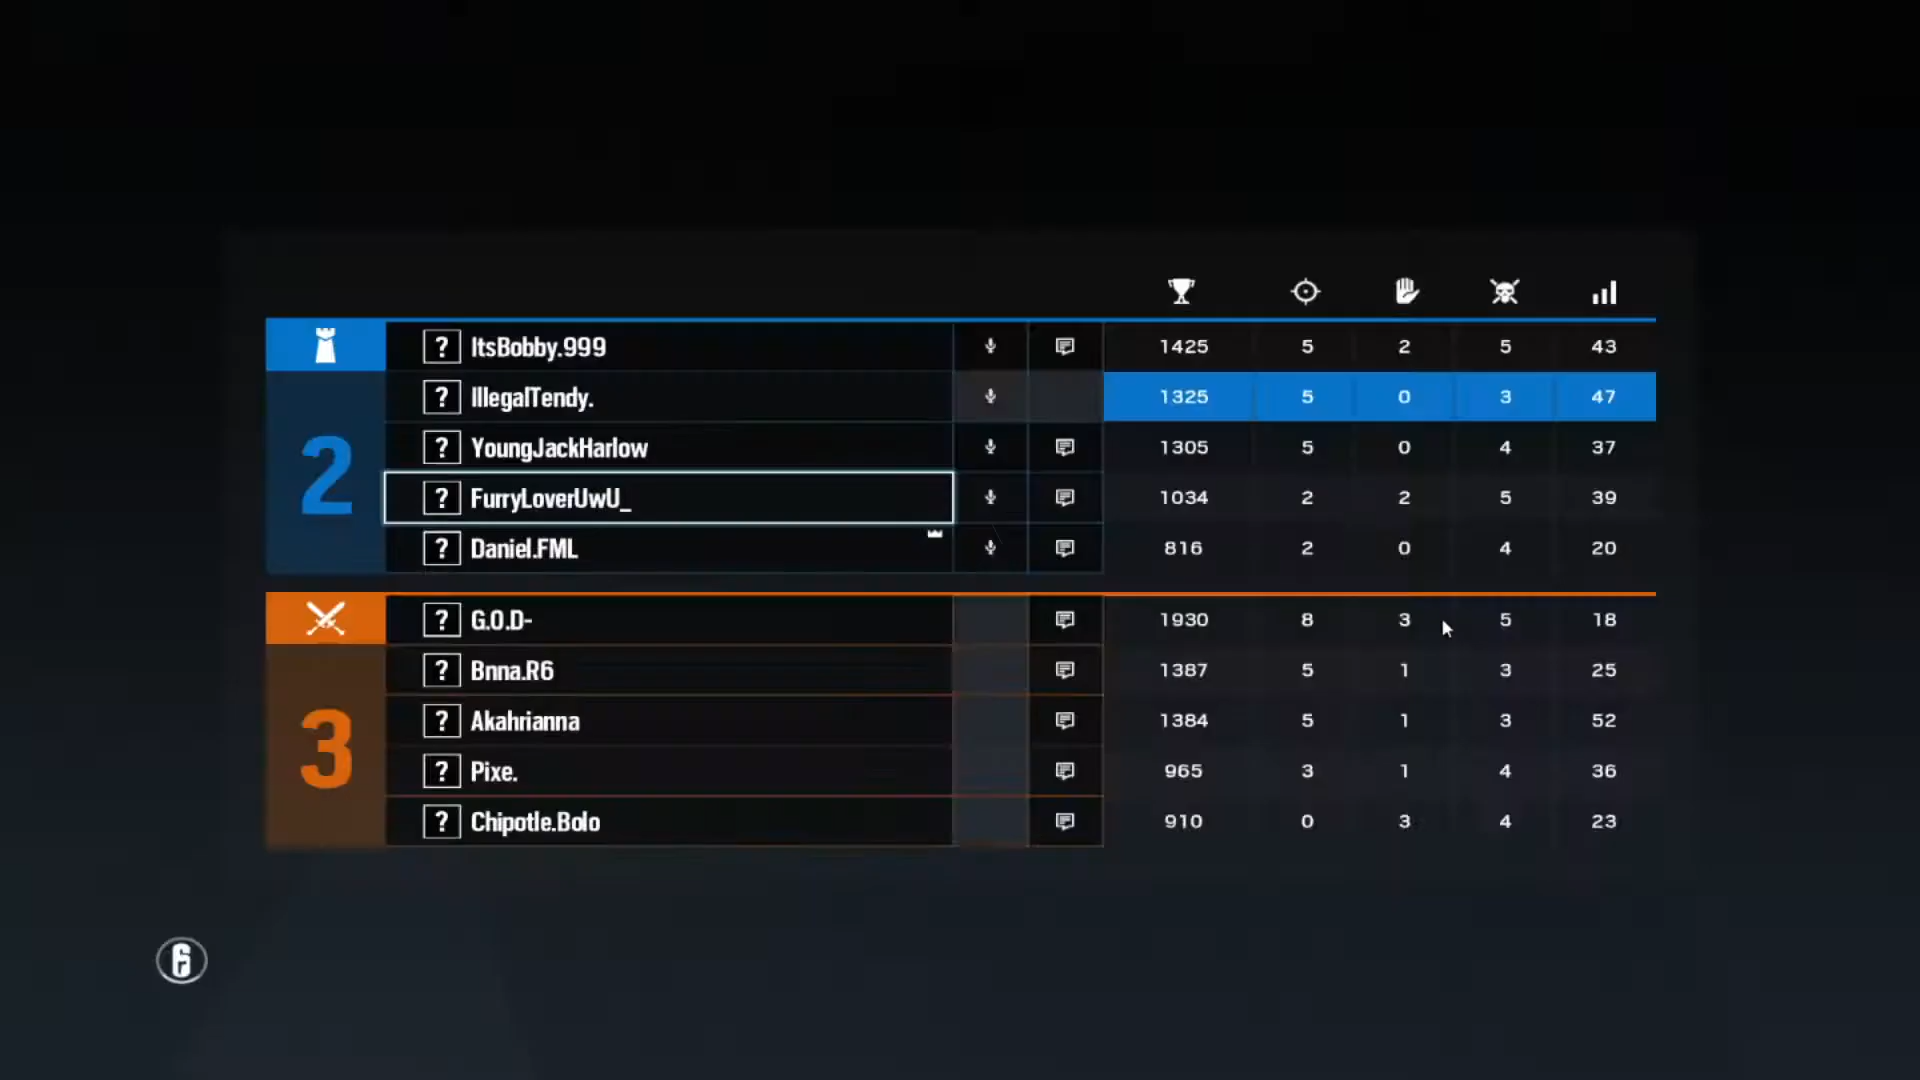 ? ItsBobby.999 1425 5 2 5 43
? IllegalTendy. 1325 5 0 3 47
2
? YoungJackHarlow 1305 5 0 4 37
? FurryLoverUwU_ 1034 2 2 5 39
? Daniel.FML 816 2 0 4 20
? G.O.D- 1930 8 3 5 18
? Bnna.R6 1387 5 1 3 25
3
? Akahrianna 1384 5 1 3 52
? Pixe. 965 3 1 4 36
? Chipotle.Bolo 910 0 3 4 23
6